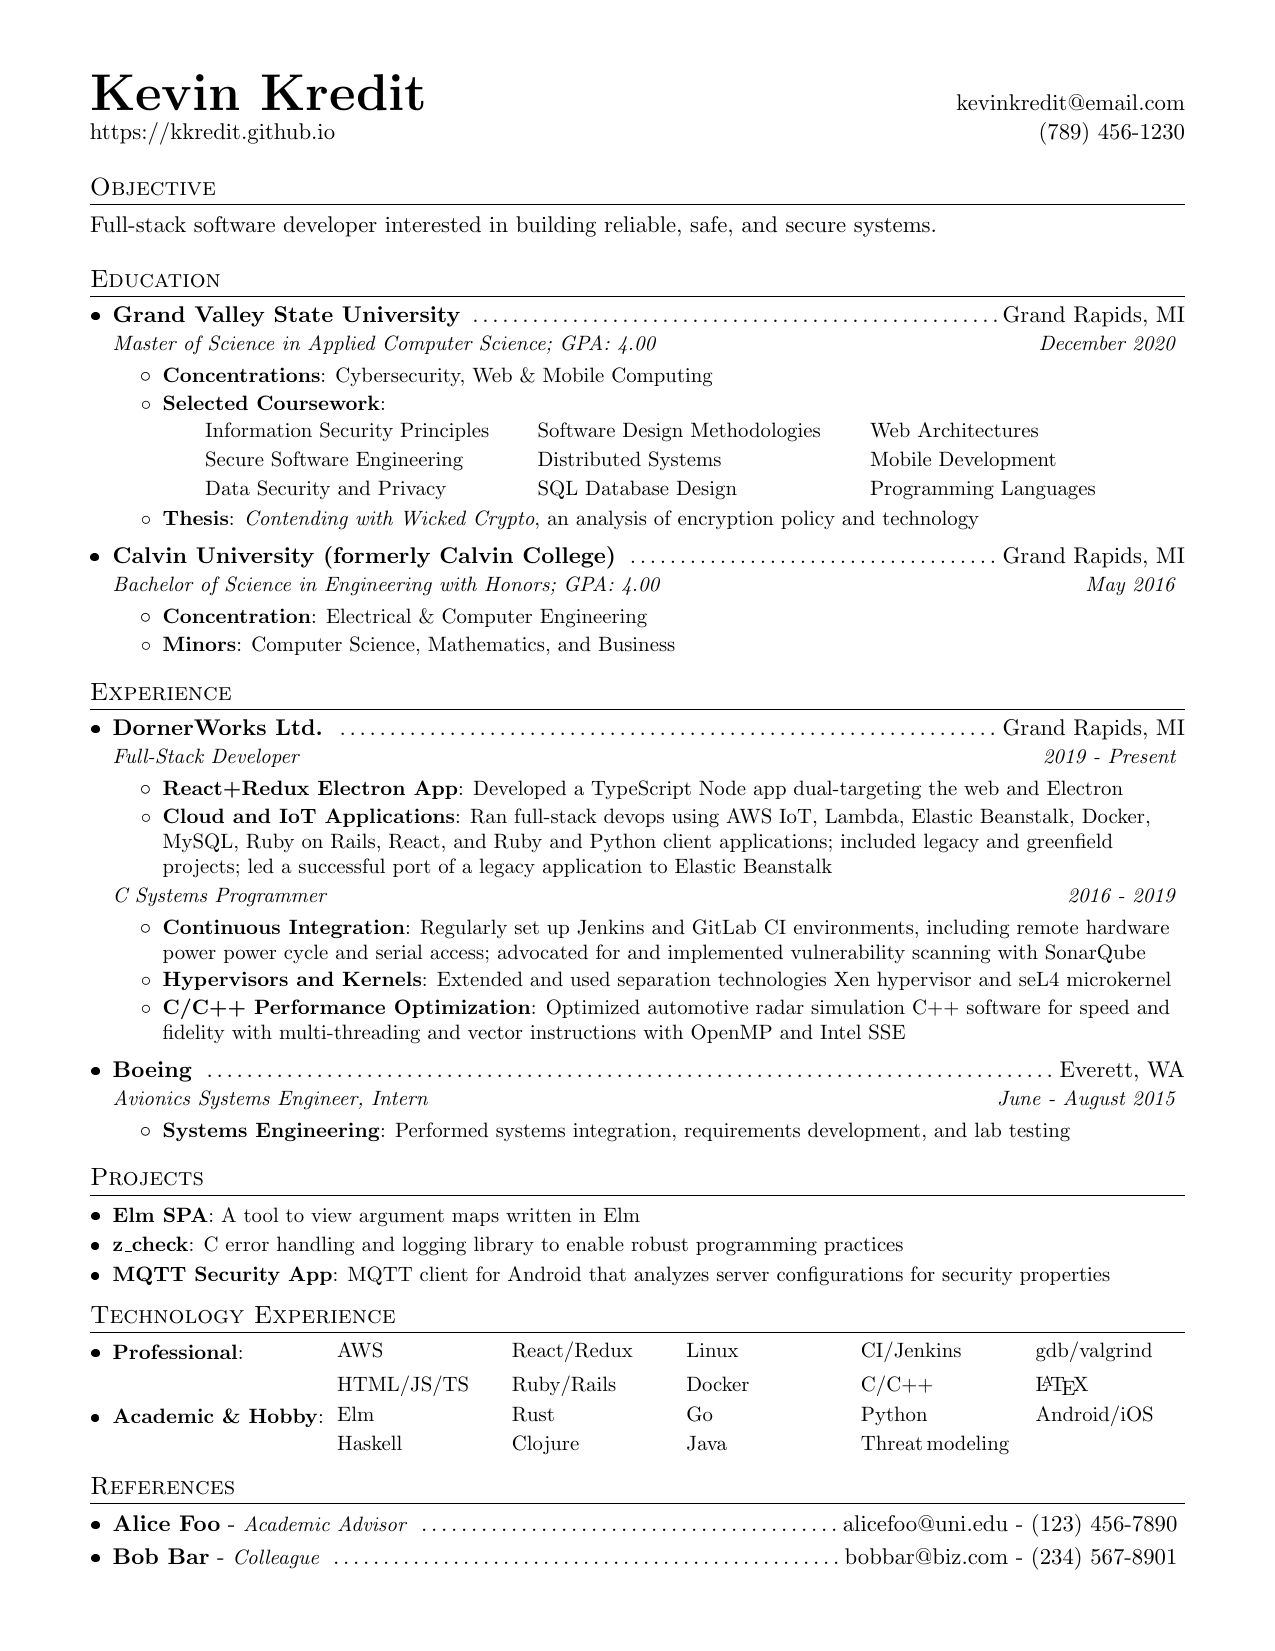 Kevin Kredit
kevinkredit@email.com
https://kkredit.github.io (789) 456-1230
Objective
Full-stack software developer interested in building reliable, safe, and secure systems.
Education
• Grand Valley State University ........ Grand Rapids, MI
Master of Science in Applied Computer Science; GPA: 4.00 December 2020
◦ Concentrations: Cybersecurity, Web & Mobile Computing
◦ Selected Coursework:
Information Security Principles Software Design Methodologies Web Architectures
Secure Software Engineering Distributed Systems Mobile Development
Data Security and Privacy SQL Database Design Programming Languages
◦ Thesis: Contending with Wicked Crypto, an analysis of encryption policy and technology
• Calvin University (formerly Calvin College) ........ Grand Rapids, MI
Bachelor of Science in Engineering with Honors; GPA: 4.00 May 2016
◦ Concentration: Electrical & Computer Engineering
◦ Minors: Computer Science, Mathematics, and Business
Experience
• DornerWorks Ltd. ........ Grand Rapids, MI
Full-Stack Developer 2019 - Present
◦ React+Redux Electron App: Developed a TypeScript Node app dual-targeting the web and Electron
◦ Cloud and IoT Applications: Ran full-stack devops using AWS IoT, Lambda, Elastic Beanstalk, Docker,
MySQL, Ruby on Rails, React, and Ruby and Python client applications; included legacy and greenfield
projects; led a successful port of a legacy application to Elastic Beanstalk
C Systems Programmer 2016 - 2019
◦ Continuous Integration: Regularly set up Jenkins and GitLab CI environments, including remote hardware
power power cycle and serial access; advocated for and implemented vulnerability scanning with SonarQube
◦ Hypervisors and Kernels: Extended and used separation technologies Xen hypervisor and seL4 microkernel
◦ C/C++ Performance Optimization: Optimized automotive radar simulation C++ software for speed and
fidelity with multi-threading and vector instructions with OpenMP and Intel SSE
• Boeing ........ Everett, WA
Avionics Systems Engineer, Intern June - August 2015
◦ Systems Engineering: Performed systems integration, requirements development, and lab testing
Projects
• Elm SPA: A tool to view argument maps written in Elm
• z_check: C error handling and logging library to enable robust programming practices
• MQTT Security App: MQTT client for Android that analyzes server configurations for security properties
Technology Experience
• Professional: AWS React/Redux Linux CI/Jenkins gdb/valgrind
HTML/JS/TS Ruby/Rails Docker C/C++ LATEX
• Academic & Hobby: Elm Rust Go Python Android/iOS
Haskell Clojure Java Threat modeling
References
• Alice Foo - Academic Advisor ........ alicefoo@uni.edu - (123) 456-7890
• Bob Bar - Colleague ........ bobbar@biz.com - (234) 567-8901